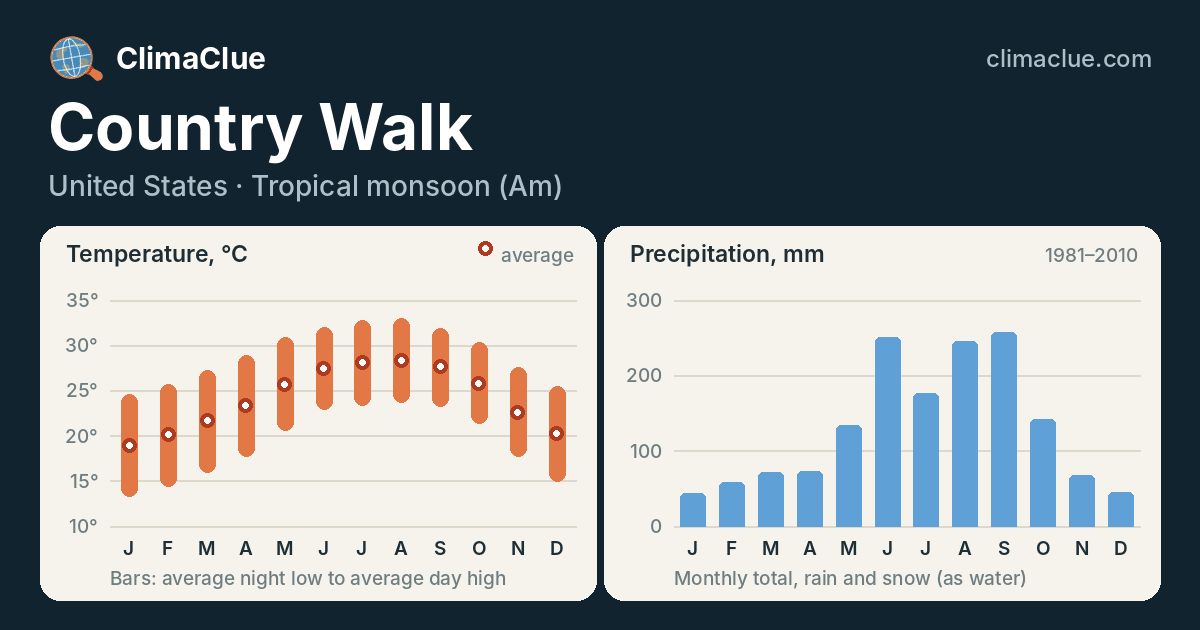 ClimaClue
climaclue.com
Country Walk
United States · Tropical monsoon (Am)
Temperature, °C
average
35°
30°
25°
20°
15°
10°
J F M A M J J A S O N D
Bars: average night low to average day high
Precipitation, mm
1981–2010
300
200
100
0
J F M A M J J A S O N D
Monthly total, rain and snow (as water)